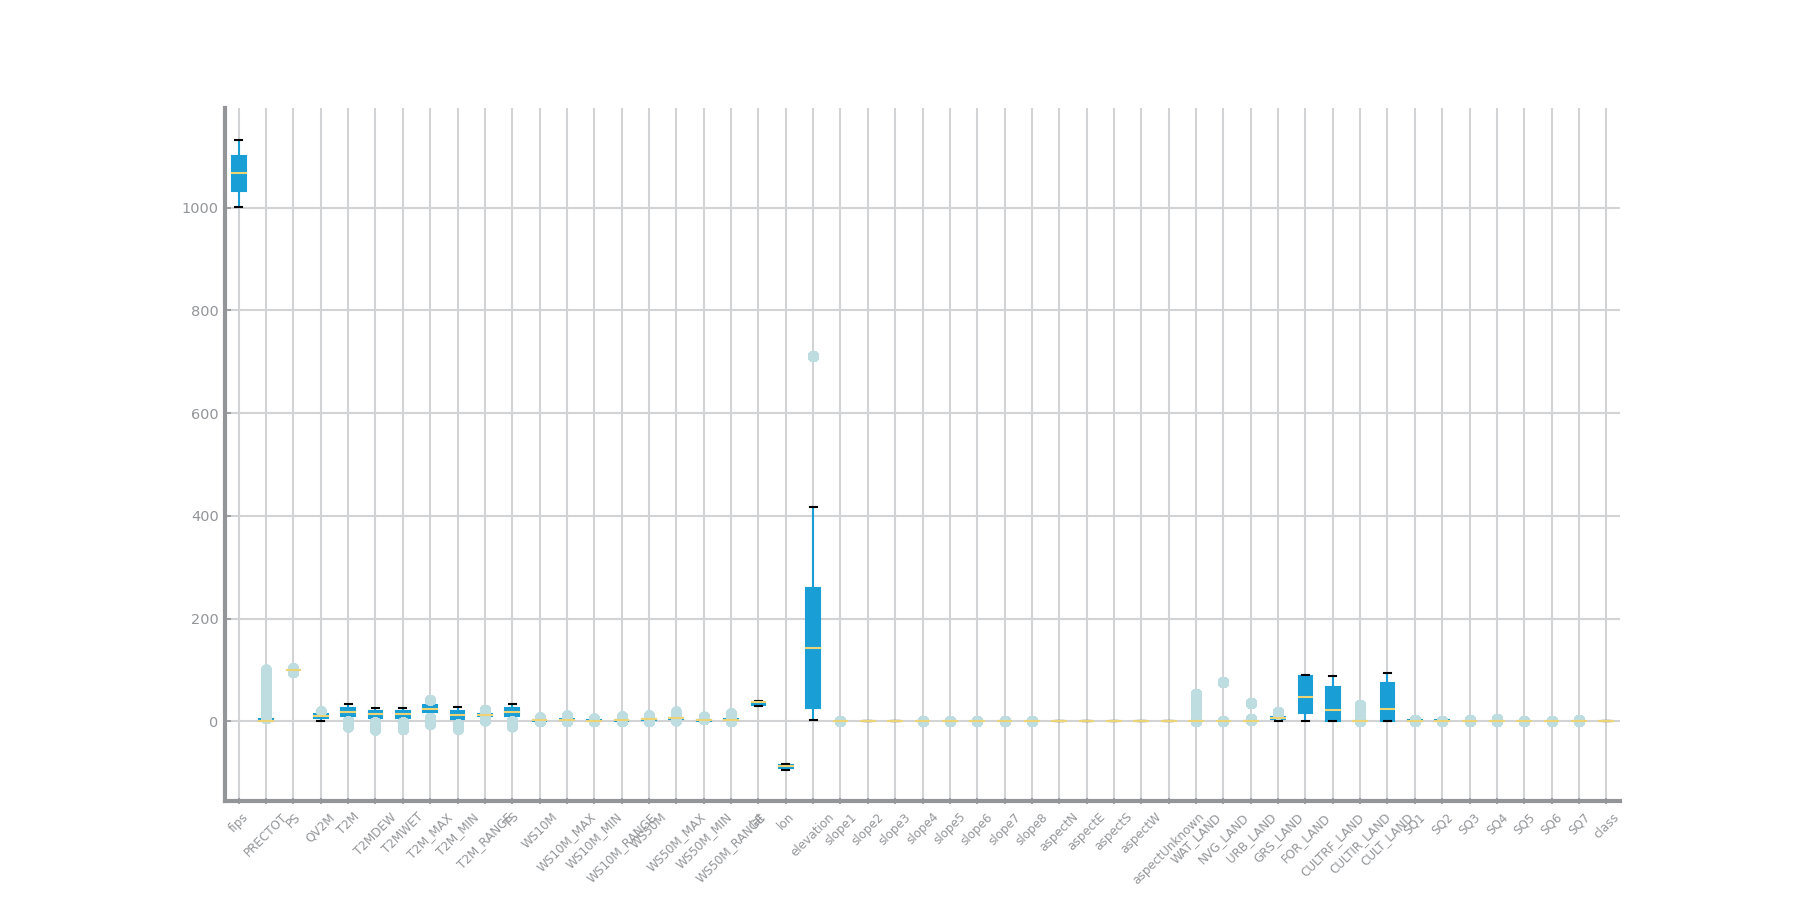 1000
800
600
400
200
0
fips
PRECTOT
PS
QV2M
T2M
T2MDEW
T2MWET
T2M_MAX
T2M_MIN
T2M_RANGE
TS
WS10M
WS10M_MAX
WS10M_MIN
WS10M_RANGE
WS50M
WS50M_MAX
WS50M_MIN
WS50M_RANGE
lat
lon
elevation
slope1
slope2
slope3
slope4
slope5
slope6
slope7
slope8
aspectN
aspectE
aspectS
aspectW
aspectUnknown
WAT_LAND
NVG_LAND
URB_LAND
GRS_LAND
FOR_LAND
CULTRF_LAND
CULTIR_LAND
CULT_LAND
SQ1
SQ2
SQ3
SQ4
SQ5
SQ6
SQ7
class